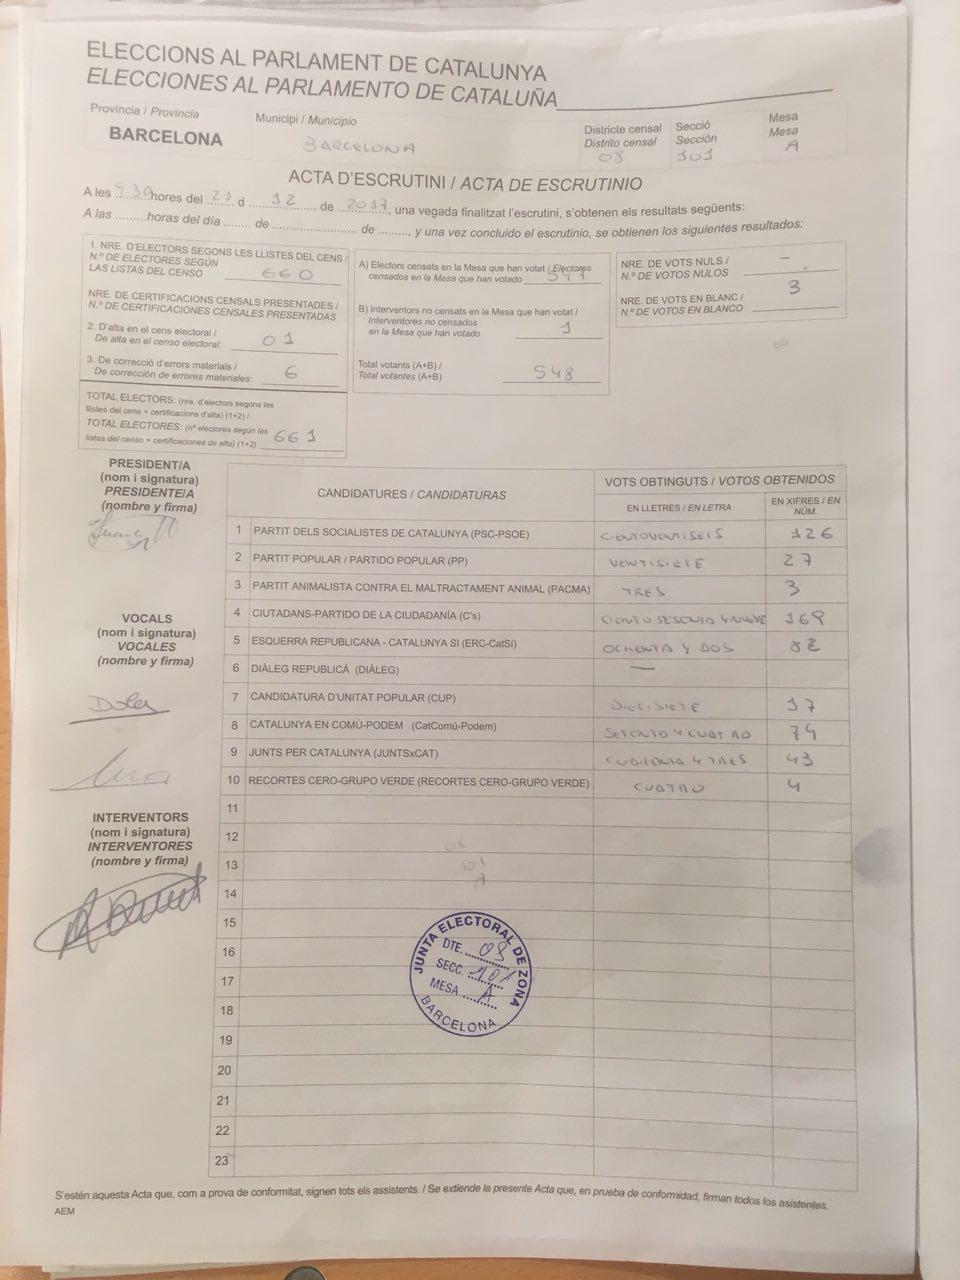 ELECCIONS AL PARLAMENT DE CATALUNYA
ELECCIONES AL PARLAMENTO DE CATALUÑA
Província / Provincia
BARCELONA
Municipi / Municipio
BARCELONA
Districte censal
Distrito censal
08
Secció
Sección
101
Mesa
Mesa
A
ACTA D'ESCRUTINI / ACTA DE ESCRUTINIO
A les 9 30 hores del 21 d 12 de 2017, una vegada finalitzat l'escrutini, s'obtenen els resultats següents:
A las .........horas del día ........ de ............................ de ........., y una vez concluido el escrutinio, se obtienen los siguientes resultados:
1. NRE. D'ELECTORS SEGONS LES LLISTES DEL CENS /
N.º DE ELECTORES SEGÚN
LAS LISTAS DEL CENSO 660
NRE. DE CERTIFICACIONS CENSALS PRESENTADES /
N.º DE CERTIFICACIONES CENSALES PRESENTADAS
2. D'alta en el cens electoral /
De alta en el censo electoral: 01
3. De correcció d'errors materials /
De corrección de errores materiales: 6
TOTAL ELECTORS: (nre. d'electors segons les
llistes del cens + certificacions d'alta) (1+2) /
TOTAL ELECTORES: (nº electores según las
listas del censo + certificaciones de alta) (1+2) 661
A) Electors censats en la Mesa que han votat / Electores
censados en la Mesa que han votado 547
B) Interventors no censats en la Mesa que han votat /
Interventores no censados
en la Mesa que han votado 1
Total votants (A+B) /
Total votantes (A+B) 548
NRE. DE VOTS NULS /
N.º DE VOTOS NULOS -
NRE. DE VOTS EN BLANC /
N.º DE VOTOS EN BLANCO 3
PRESIDENT/A
(nom i signatura)
PRESIDENTE/A
(nombre y firma)
VOCALS
(nom i signatura)
VOCALES
(nombre y firma)
INTERVENTORS
(nom i signatura)
INTERVENTORES
(nombre y firma)
CANDIDATURES / CANDIDATURAS
VOTS OBTINGUTS / VOTOS OBTENIDOS
EN LLETRES / EN LETRA
EN XIFRES / EN
NÚM.
1 PARTIT DELS SOCIALISTES DE CATALUNYA (PSC-PSOE) CIENTOVENTISEIS 126
2 PARTIT POPULAR / PARTIDO POPULAR (PP) VENTISIETE 27
3 PARTIT ANIMALISTA CONTRA EL MALTRACTAMENT ANIMAL (PACMA) TRES 3
4 CIUTADANS-PARTIDO DE LA CIUDADANÍA (C's) CIENTO SESENTA Y NUEVE 169
5 ESQUERRA REPUBLICANA - CATALUNYA SI (ERC-CatSí) OCHENTA Y DOS 82
6 DIÀLEG REPUBLICÀ (DIÀLEG) —
7 CANDIDATURA D'UNITAT POPULAR (CUP) DIECISIETE 17
8 CATALUNYA EN COMÚ-PODEM (CatComú-Podem) SETENTA Y CUATRO 74
9 JUNTS PER CATALUNYA (JUNTSxCAT) CUARENTA Y TRES 43
10 RECORTES CERO-GRUPO VERDE (RECORTES CERO-GRUPO VERDE) CUATRO 4
11
12
13
14
15
16
17
18
19
20
21
22
23
JUNTA ELECTORAL DE ZONA
DTE. 08
SECC. 101
MESA A
BARCELONA
S'estén aquesta Acta que, com a prova de conformitat, signen tots els assistents. / Se extiende la presente Acta que, en prueba de conformidad, firman todos los asistentes.
AEM